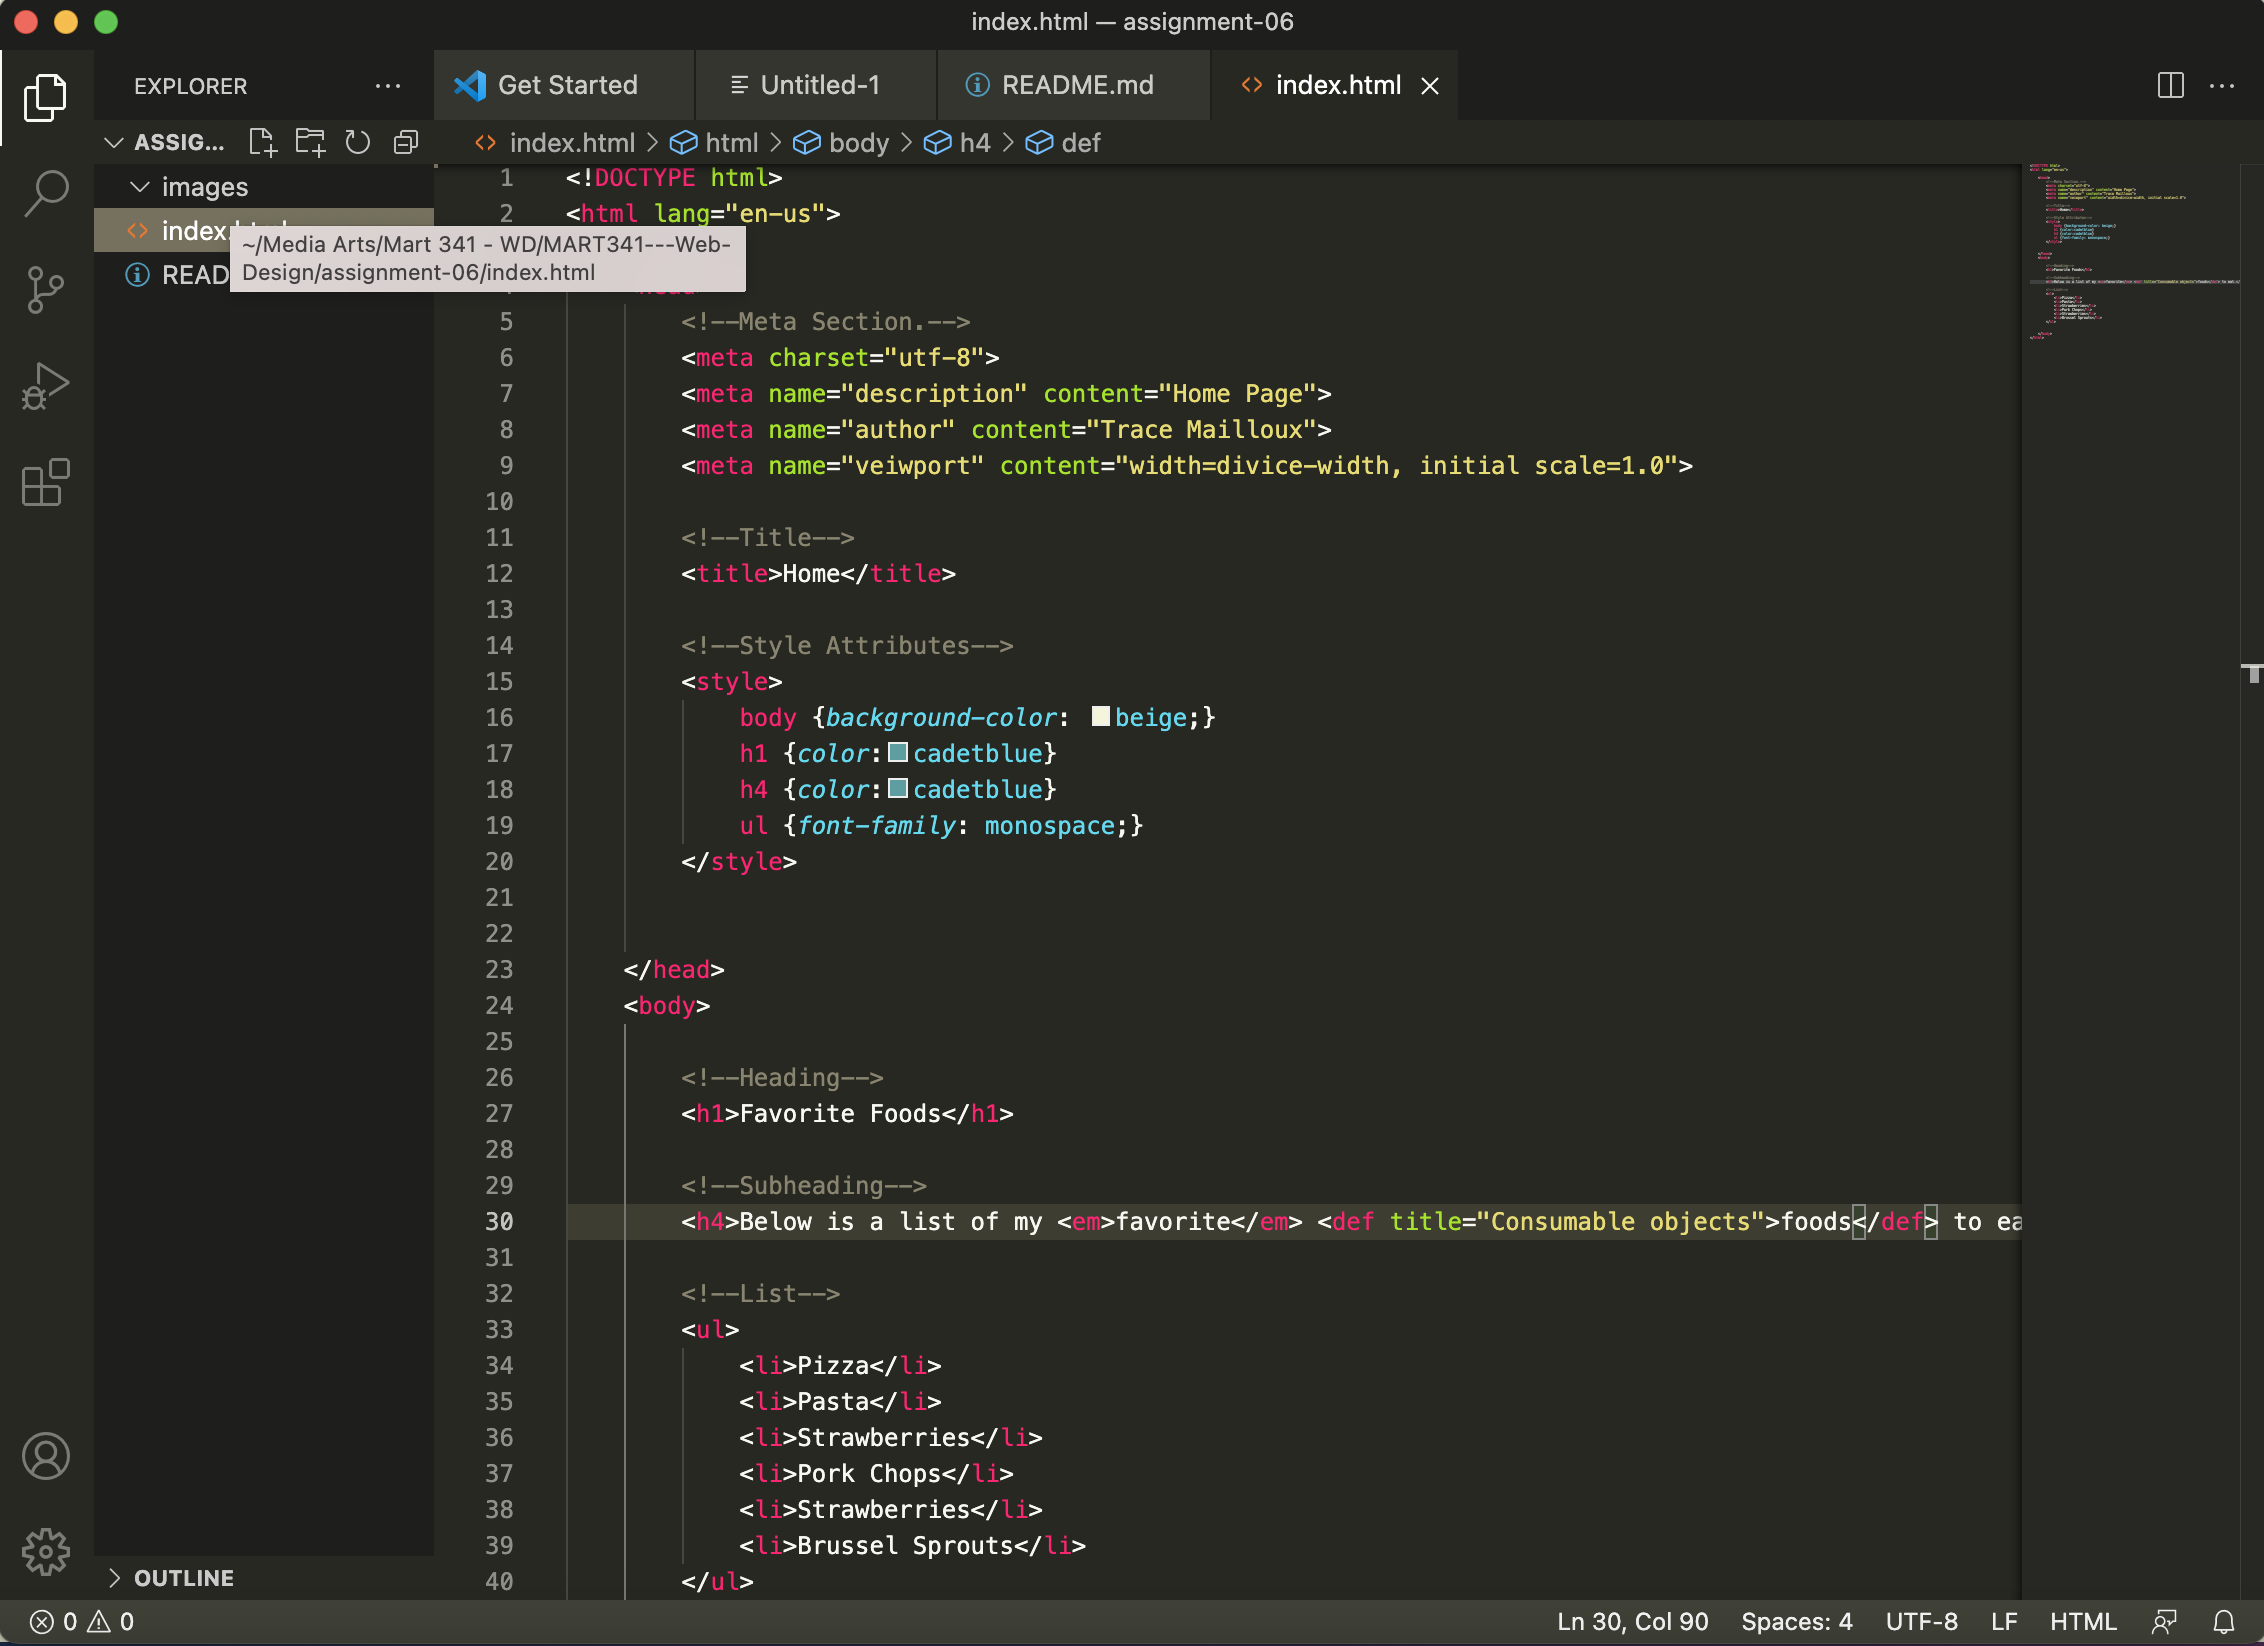 index.html — assignment-06
EXPLORER
Get Started
Untitled-1
README.md
index.html
ASSIG...
index.html > html > body > h4 > def
images
index.html
READ
~/Media Arts/Mart 341 - WD/MART341---Web-
Design/assignment-06/index.html
1 <!DOCTYPE html>
2 <html lang="en-us">
5 <!--Meta Section.-->
6 <meta charset="utf-8">
7 <meta name="description" content="Home Page">
8 <meta name="author" content="Trace Mailloux">
9 <meta name="veiwport" content="width=divice-width, initial scale=1.0">
10
11 <!--Title-->
12 <title>Home</title>
13
14 <!--Style Attributes-->
15 <style>
16 body {background-color: beige;}
17 h1 {color:cadetblue}
18 h4 {color:cadetblue}
19 ul {font-family: monospace;}
20 </style>
21
22
23 </head>
24 <body>
25
26 <!--Heading-->
27 <h1>Favorite Foods</h1>
28
29 <!--Subheading-->
30 <h4>Below is a list of my <em>favorite</em> <def title="Consumable objects">foods</def> to ea
31
32 <!--List-->
33 <ul>
34 <li>Pizza</li>
35 <li>Pasta</li>
36 <li>Strawberries</li>
37 <li>Pork Chops</li>
38 <li>Strawberries</li>
39 <li>Brussel Sprouts</li>
40 </ul>
OUTLINE
0 0
Ln 30, Col 90
Spaces: 4
UTF-8
LF
HTML